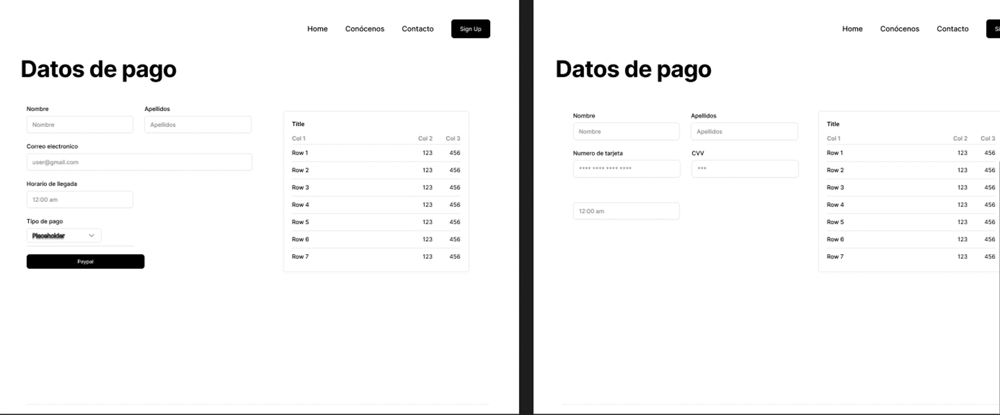 Home Conócenos Contacto Sign Up
Datos de pago
Nombre Apellidos
Nombre Apellidos
Correo electronico
user@gmail.com
Horario de llegada
12:00 am
Tipo de pago
Placeholder
Paypal
Title
Col 1 Col 2 Col 3
Row 1 123 456
Row 2 123 456
Row 3 123 456
Row 4 123 456
Row 5 123 456
Row 6 123 456
Row 7 123 456
Home Conócenos Contacto Si
Datos de pago
Nombre Apellidos
Nombre Apellidos
Numero de tarjeta CVV
**** **** **** **** ***
12:00 am
Title
Col 1 Col 2 Col 3
Row 1 123 456
Row 2 123 456
Row 3 123 456
Row 4 123 456
Row 5 123 456
Row 6 123 456
Row 7 123 456